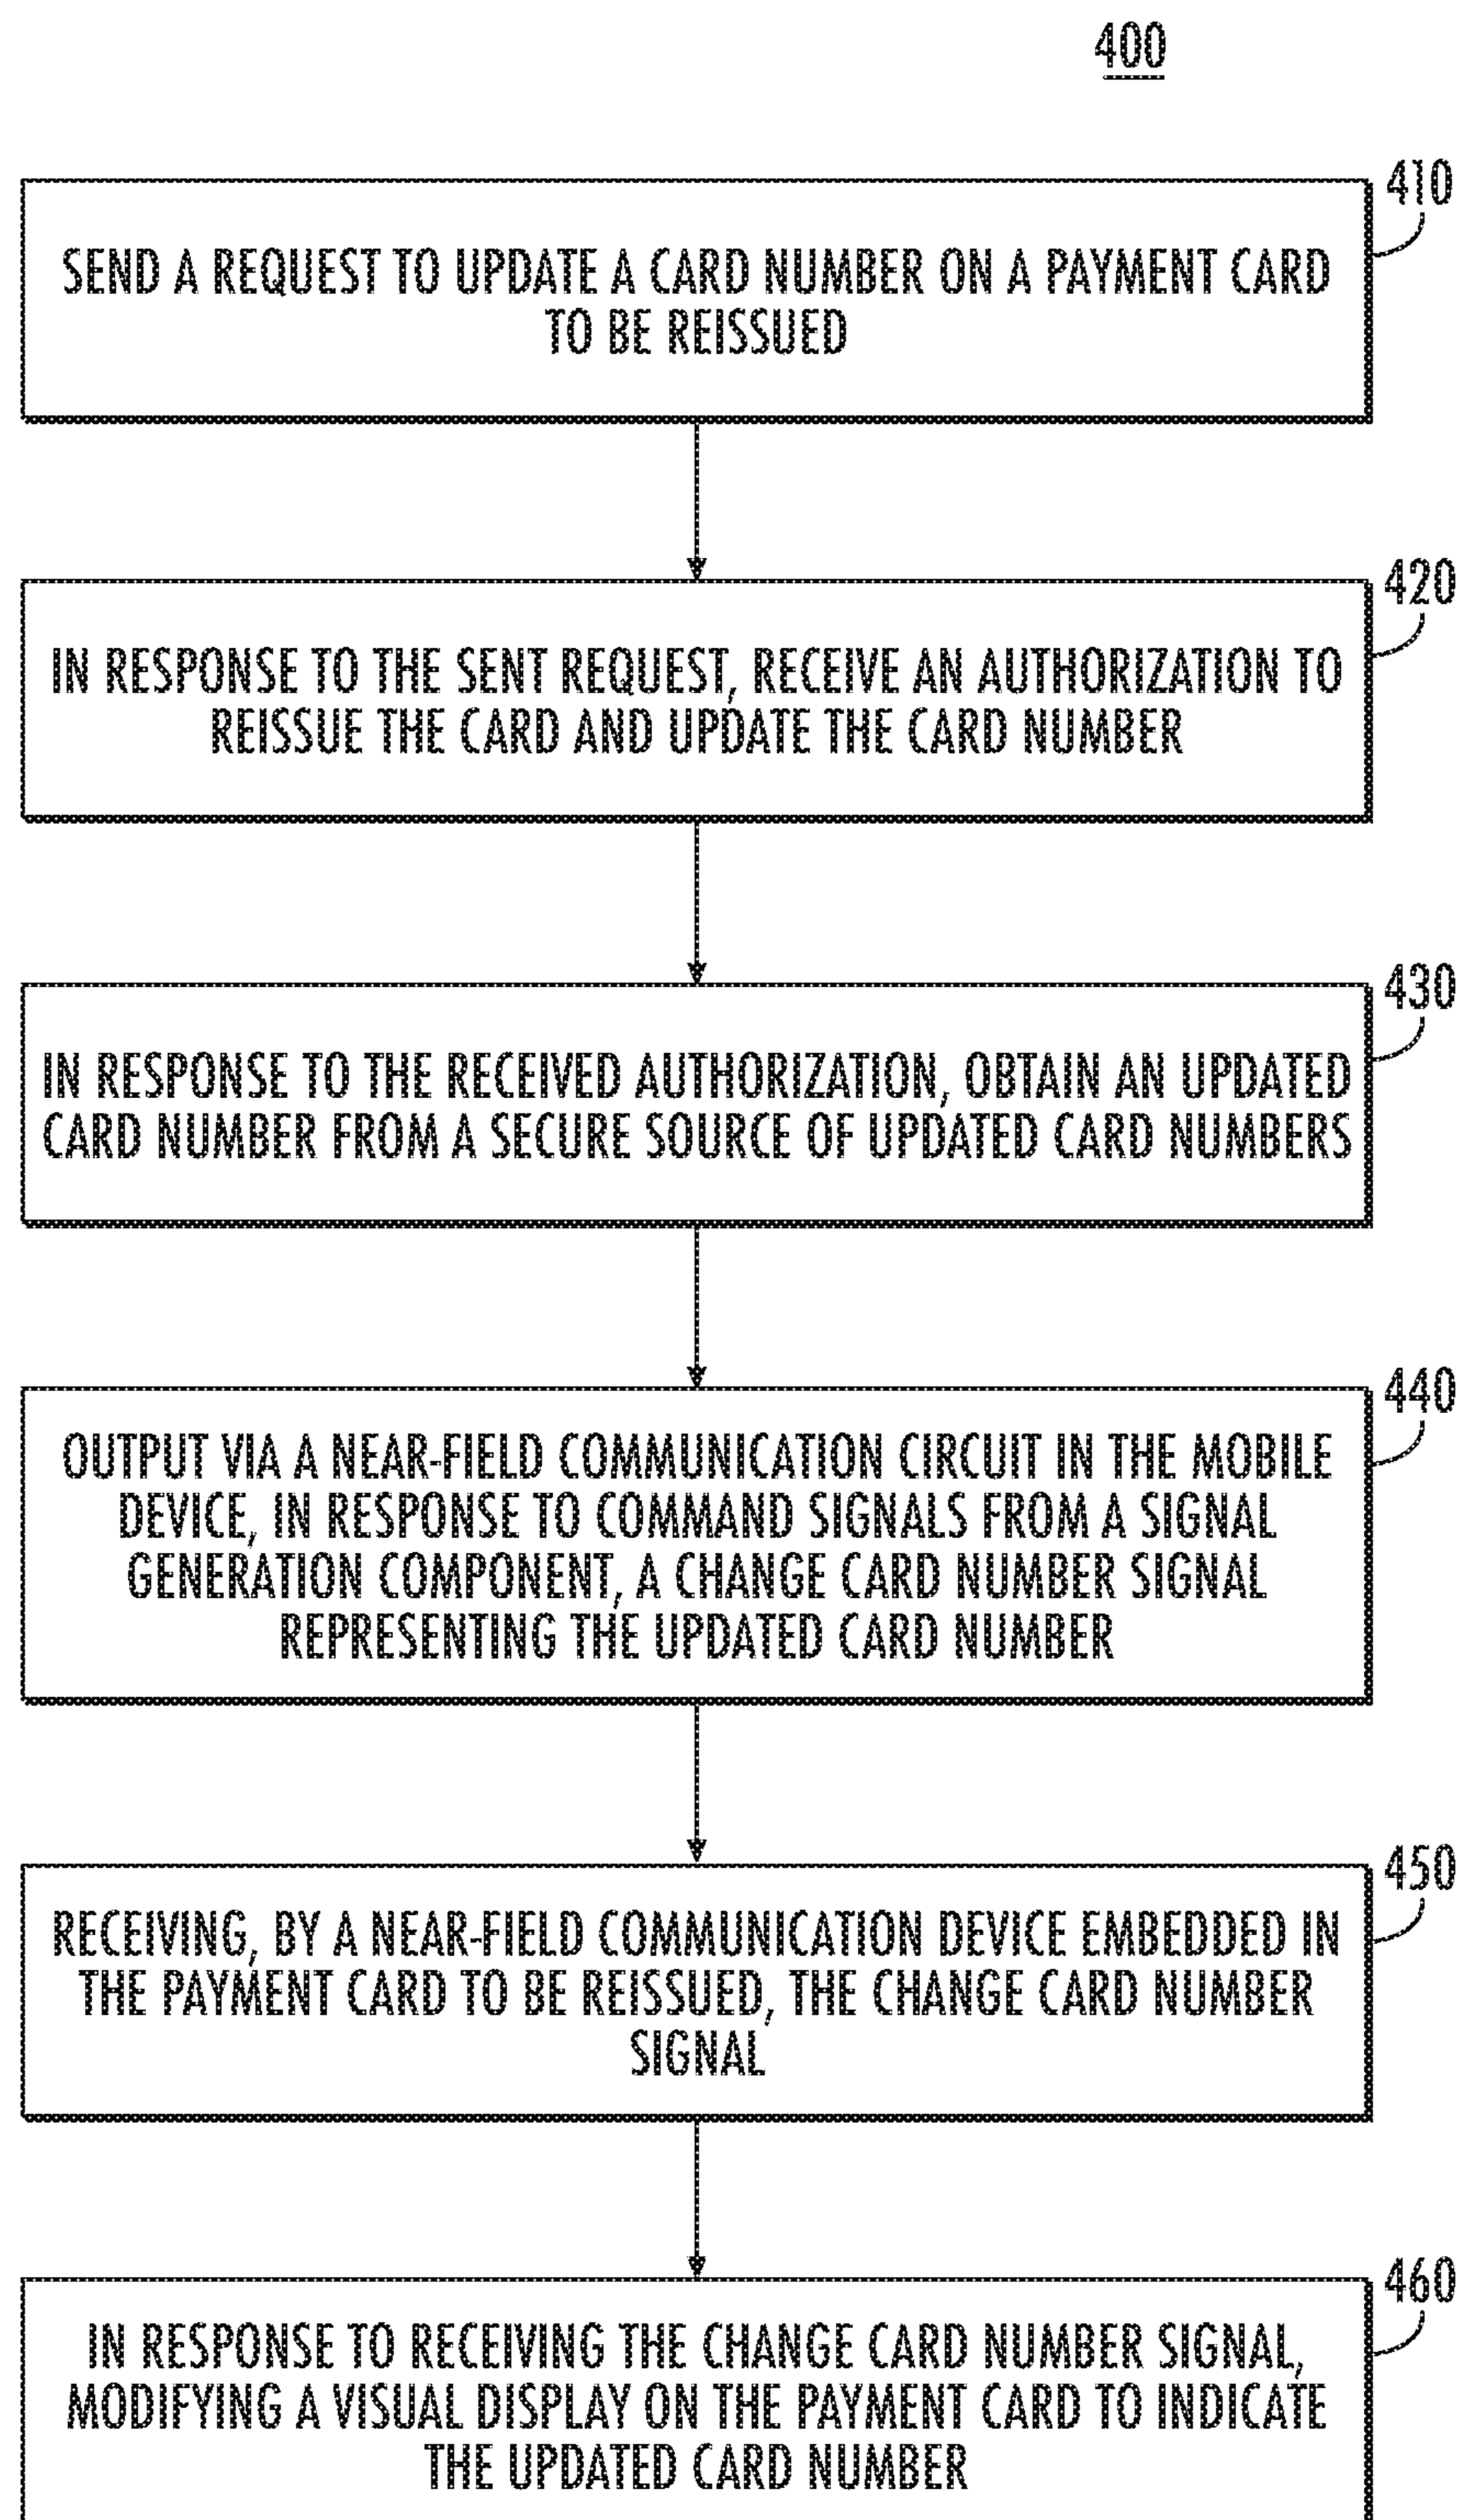 400
410
SEND A REQUEST TO UPDATE A CARD NUMBER ON A PAYMENT CARD
TO BE REISSUED
420
IN RESPONSE TO THE SENT REQUEST, RECEIVE AN AUTHORIZATION TO
REISSUE THE CARD AND UPDATE THE CARD NUMBER
430
IN RESPONSE TO THE RECEIVED AUTHORIZATION, OBTAIN AN UPDATED
CARD NUMBER FROM A SECURE SOURCE OF UPDATED CARD NUMBERS
440
OUTPUT VIA A NEAR-FIELD COMMUNICATION CIRCUIT IN THE MOBILE
DEVICE, IN RESPONSE TO COMMAND SIGNALS FROM A SIGNAL
GENERATION COMPONENT, A CHANGE CARD NUMBER SIGNAL
REPRESENTING THE UPDATED CARD NUMBER
450
RECEIVING, BY A NEAR-FIELD COMMUNICATION DEVICE EMBEDDED IN
THE PAYMENT CARD TO BE REISSUED, THE CHANGE CARD NUMBER
SIGNAL
460
IN RESPONSE TO RECEIVING THE CHANGE CARD NUMBER SIGNAL,
MODIFYING A VISUAL DISPLAY ON THE PAYMENT CARD TO INDICATE
THE UPDATED CARD NUMBER